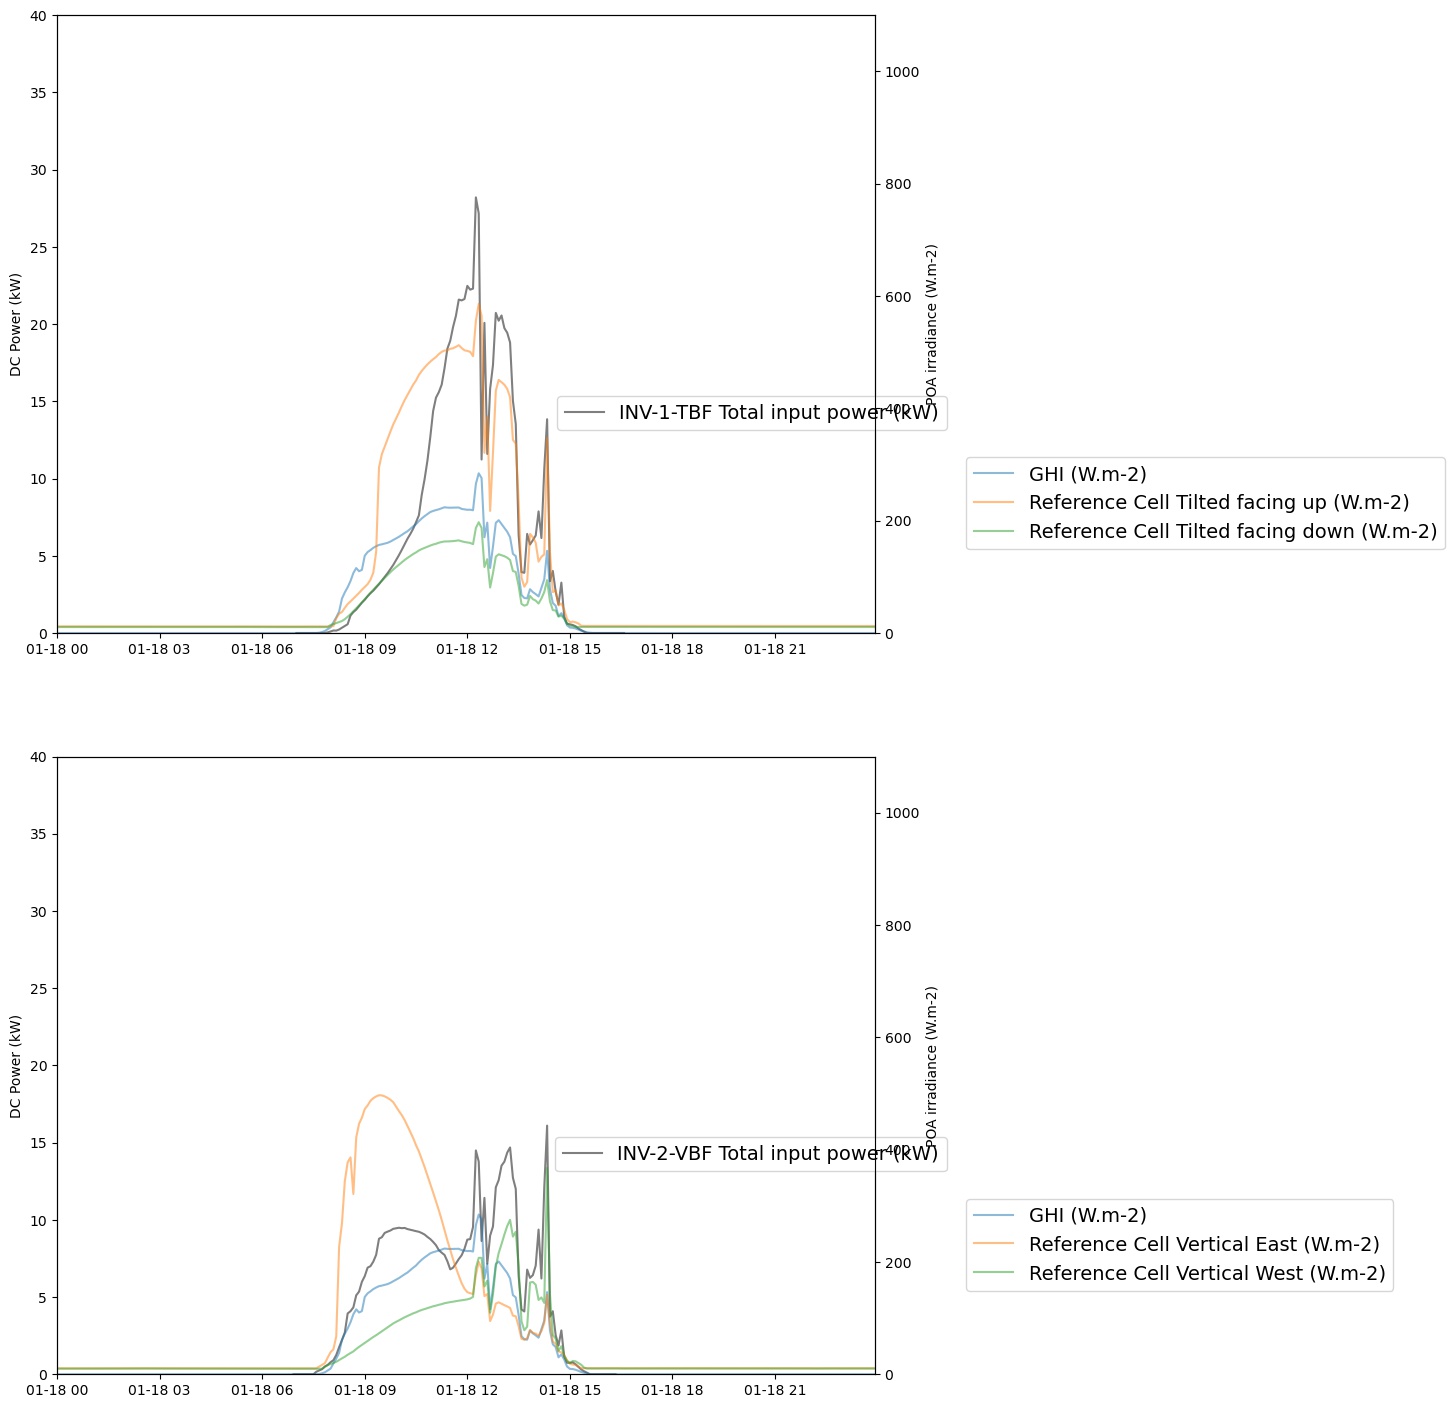 40
35
30
25
20
15
10
5
0
DC Power (kW)
1000
800
600
400
200
0
POA irradiance (W.m-2)
INV-1-TBF Total input power (kW)
GHI (W.m-2)
Reference Cell Tilted facing up (W.m-2)
Reference Cell Tilted facing down (W.m-2)
01-18 00 01-18 03 01-18 06 01-18 09 01-18 12 01-18 15 01-18 18 01-18 21
40
35
30
25
20
15
10
5
0
DC Power (kW)
1000
800
600
400
200
0
POA irradiance (W.m-2)
INV-2-VBF Total input power (kW)
GHI (W.m-2)
Reference Cell Vertical East (W.m-2)
Reference Cell Vertical West (W.m-2)
01-18 00 01-18 03 01-18 06 01-18 09 01-18 12 01-18 15 01-18 18 01-18 21